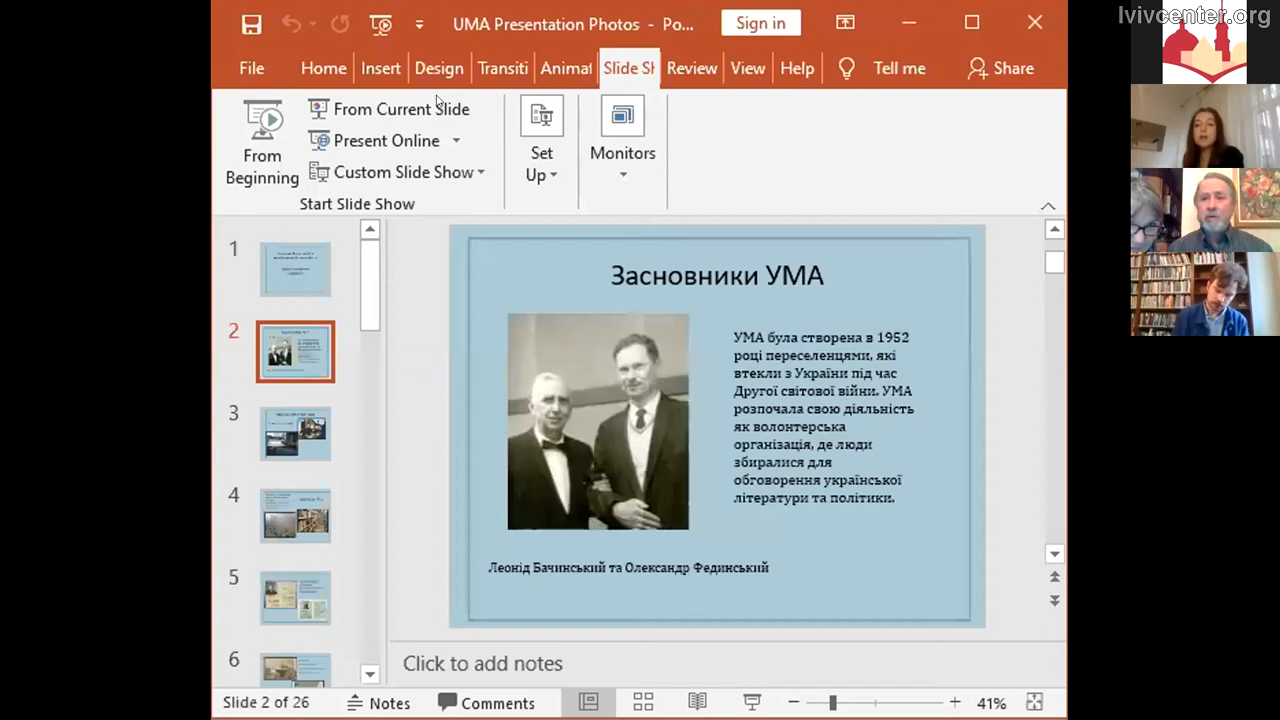 lvivcenter.org
UMA Presentation Photos - Po...
Sign in
File
Home
Insert
Design
Transiti
Animat
Slide Sh
Review
View
Help
Tell me
Share
From Beginning
From Current Slide
Present Online
Custom Slide Show
Start Slide Show
Set Up
Monitors
1
2
3
4
5
6
Засновники УМА
УМА була створена в 1952
році переселенцями, які
втекли з України під час
Другої світової війни. УМА
розпочала свою діяльність
як волонтерська
організація, де люди
збиралися для
обговорення української
літератури та політики.
Леонід Бачинський та Олександр Фединський
Click to add notes
Slide 2 of 26
Notes
Comments
41%